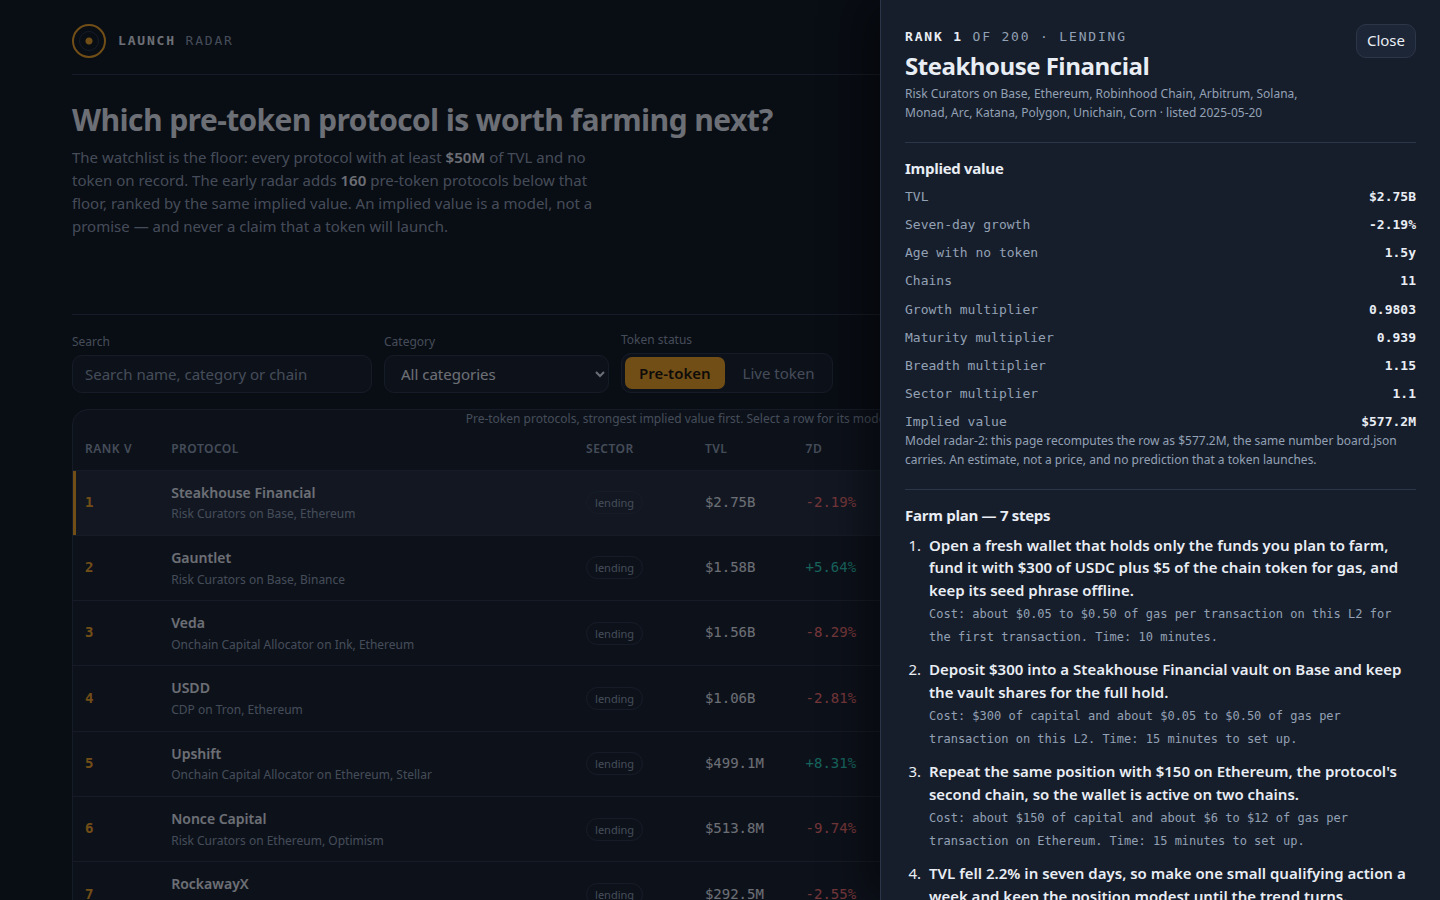 LAUNCH RADAR
Which pre-token protocol is worth farming next?
The watchlist is the floor: every protocol with at least $50M of TVL and no
token on record. The early radar adds 160 pre-token protocols below that
floor, ranked by the same implied value. An implied value is a model, not a
promise — and never a claim that a token will launch.
Search
Category
Token status
Search name, category or chain
All categories
Pre-token
Live token
Pre-token protocols, strongest implied value first. Select a row for its
RANK V PROTOCOL SECTOR TVL 7D
1 Steakhouse Financial lending $2.75B -2.19%
Risk Curators on Base, Ethereum
2 Gauntlet lending $1.58B +5.64%
Risk Curators on Base, Binance
3 Veda lending $1.56B -8.29%
Onchain Capital Allocator on Ink, Ethereum
4 USDD lending $1.06B -2.81%
CDP on Tron, Ethereum
5 Upshift lending $499.1M +8.31%
Onchain Capital Allocator on Ethereum, Stellar
6 Nonce Capital lending $513.8M -9.74%
Risk Curators on Ethereum, Optimism
7 RockawayX lending $292.5M -2.55%
RANK 1 OF 200 · LENDING
Close
Steakhouse Financial
Risk Curators on Base, Ethereum, Robinhood Chain, Arbitrum, Solana,
Monad, Arc, Katana, Polygon, Unichain, Corn · listed 2025-05-20
Implied value
TVL $2.75B
Seven-day growth -2.19%
Age with no token 1.5y
Chains 11
Growth multiplier 0.9803
Maturity multiplier 0.939
Breadth multiplier 1.15
Sector multiplier 1.1
Implied value $577.2M
Model radar-2: this page recomputes the row as $577.2M, the same number board.json
carries. An estimate, not a price, and no prediction that a token launches.
Farm plan — 7 steps
1. Open a fresh wallet that holds only the funds you plan to farm,
fund it with $300 of USDC plus $5 of the chain token for gas, and
keep its seed phrase offline.
Cost: about $0.05 to $0.50 of gas per transaction on this L2 for
the first transaction. Time: 10 minutes.
2. Deposit $300 into a Steakhouse Financial vault on Base and keep
the vault shares for the full hold.
Cost: $300 of capital and about $0.05 to $0.50 of gas per
transaction on this L2. Time: 15 minutes to set up.
3. Repeat the same position with $150 on Ethereum, the protocol's
second chain, so the wallet is active on two chains.
Cost: about $150 of capital and about $6 to $12 of gas per
transaction on Ethereum. Time: 15 minutes to set up.
4. TVL fell 2.2% in seven days, so make one small qualifying action a
week and keep the position modest until the trend turns.